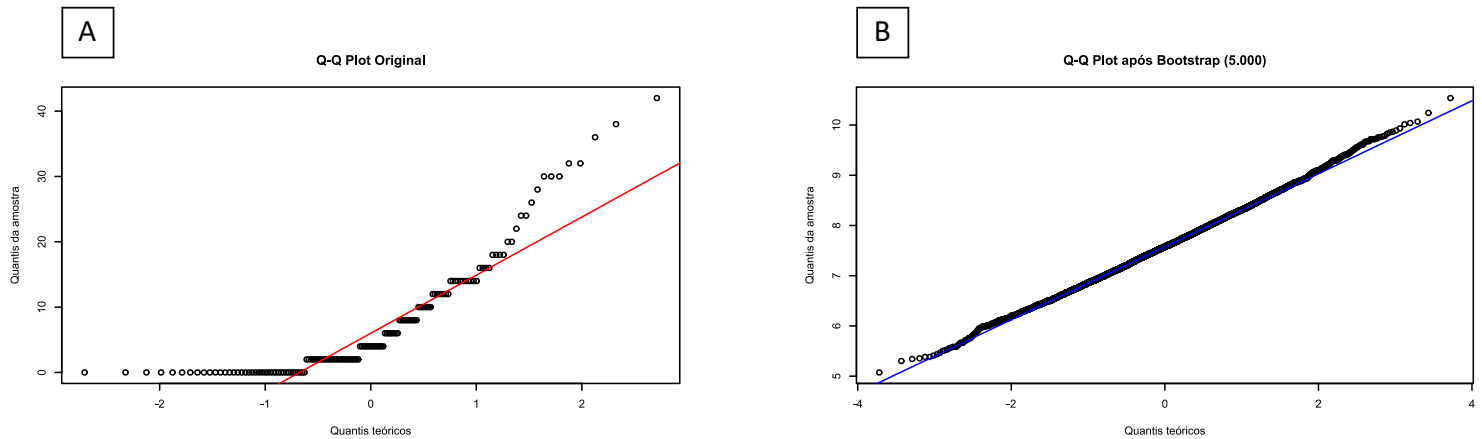 A
Q-Q Plot Original
Quantis da amostra
40
30
20
10
0
-2
-1
0
1
2
Quantis teóricos
B
Q-Q Plot após Bootstrap (5.000)
Quantis da amostra
10
9
8
7
6
5
-4
-2
0
2
4
Quantis teóricos